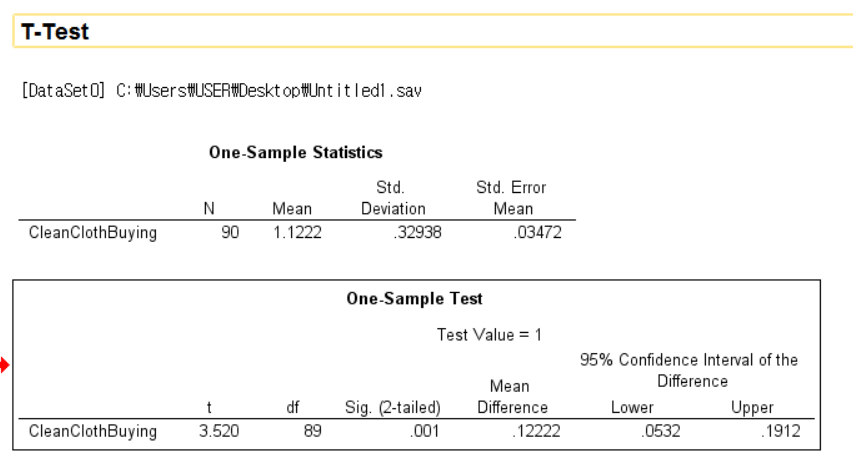 T-Test
[DataSet0] C:₩Users₩USER₩Desktop₩Untitled1.sav
One-Sample Statistics
N Mean Std. Deviation Std. Error Mean
CleanClothBuying 90 1.1222 .32938 .03472
One-Sample Test
Test Value = 1
95% Confidence Interval of the Difference
t df Sig. (2-tailed) Mean Difference Lower Upper
CleanClothBuying 3.520 89 .001 .12222 .0532 .1912